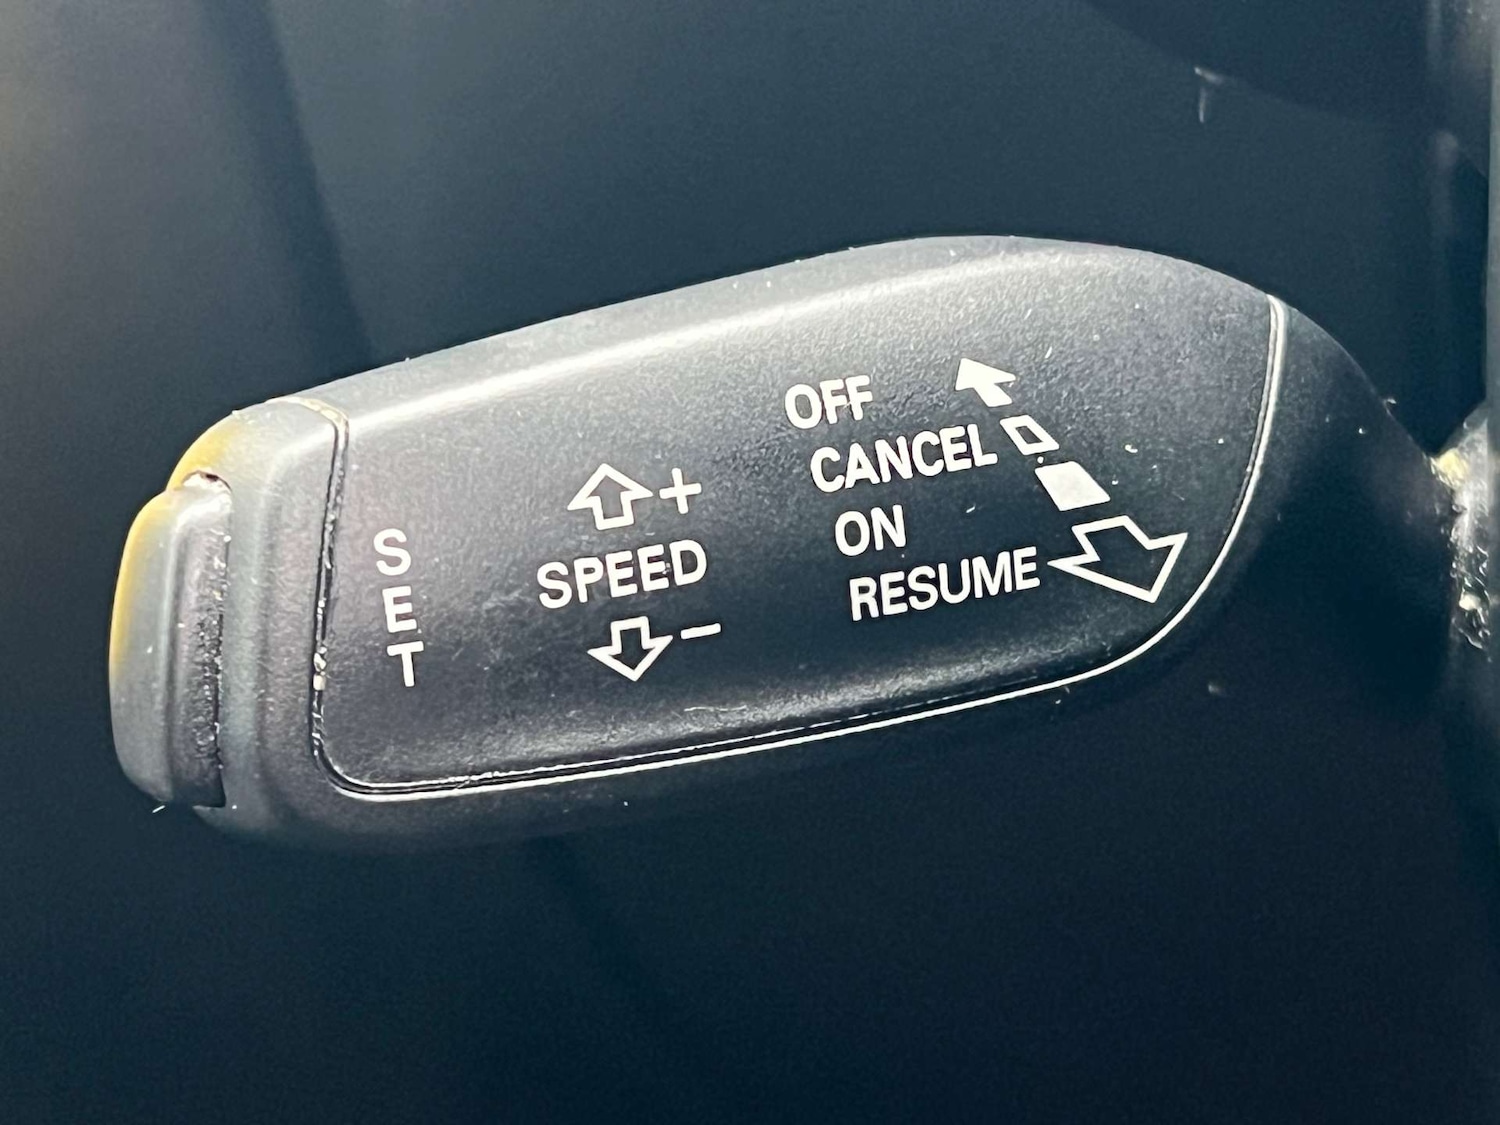 SET
+
SPEED
-
OFF
CANCEL
ON
RESUME